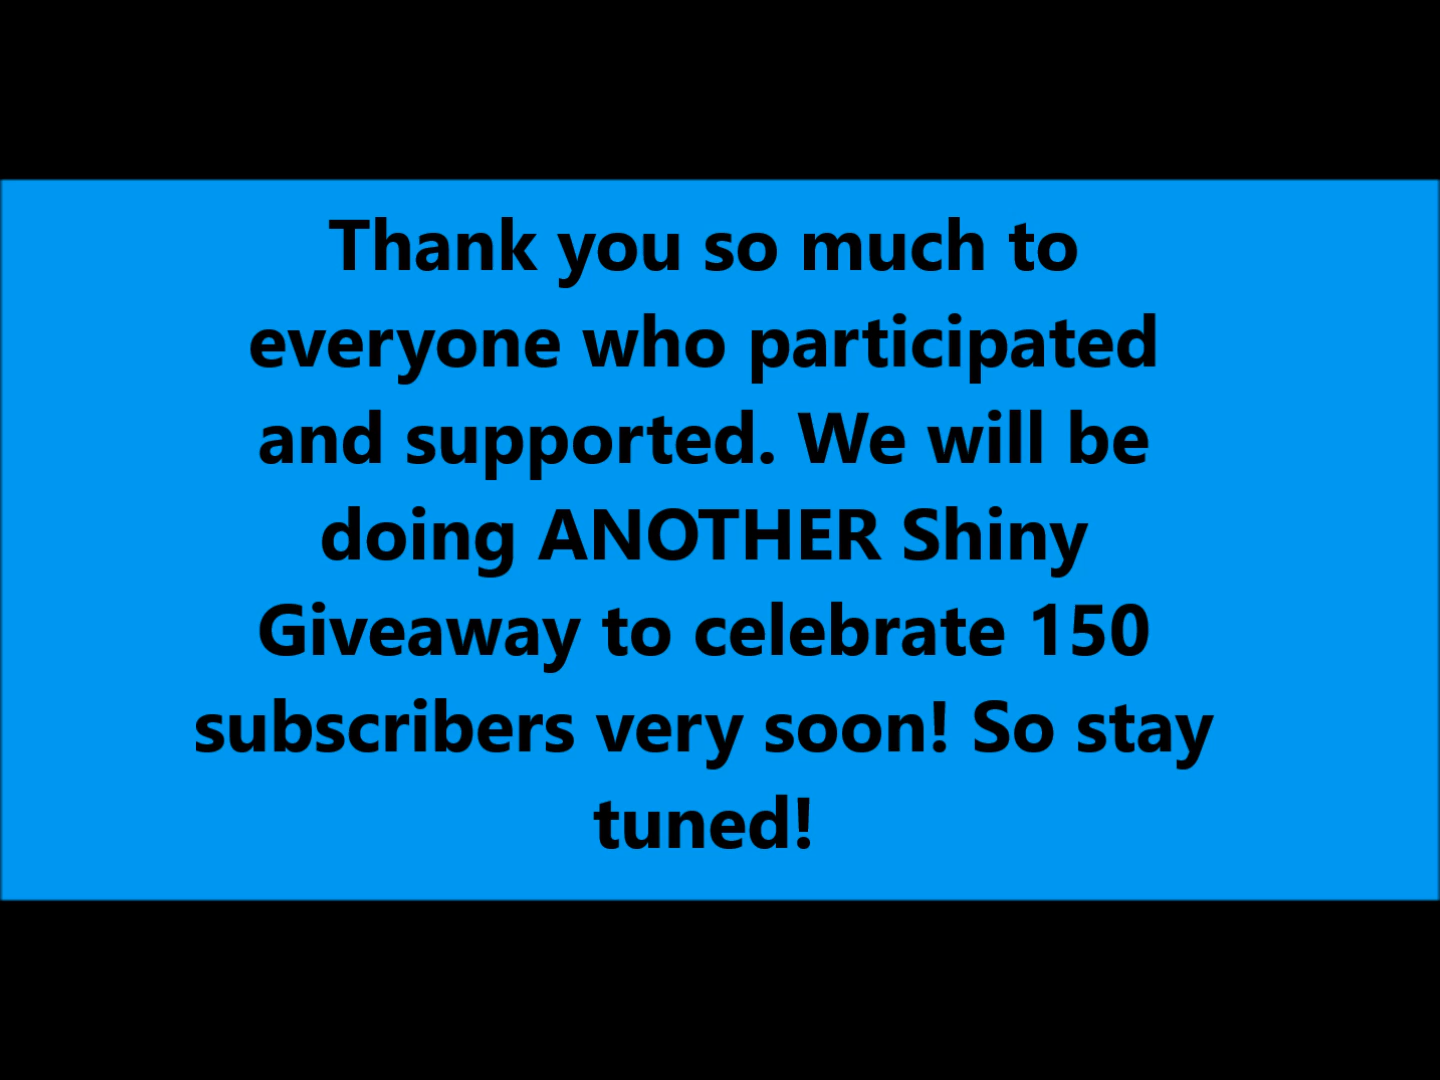 Thank you so much to
everyone who participated
and supported. We will be
doing ANOTHER Shiny
Giveaway to celebrate 150
subscribers very soon! So stay
tuned!